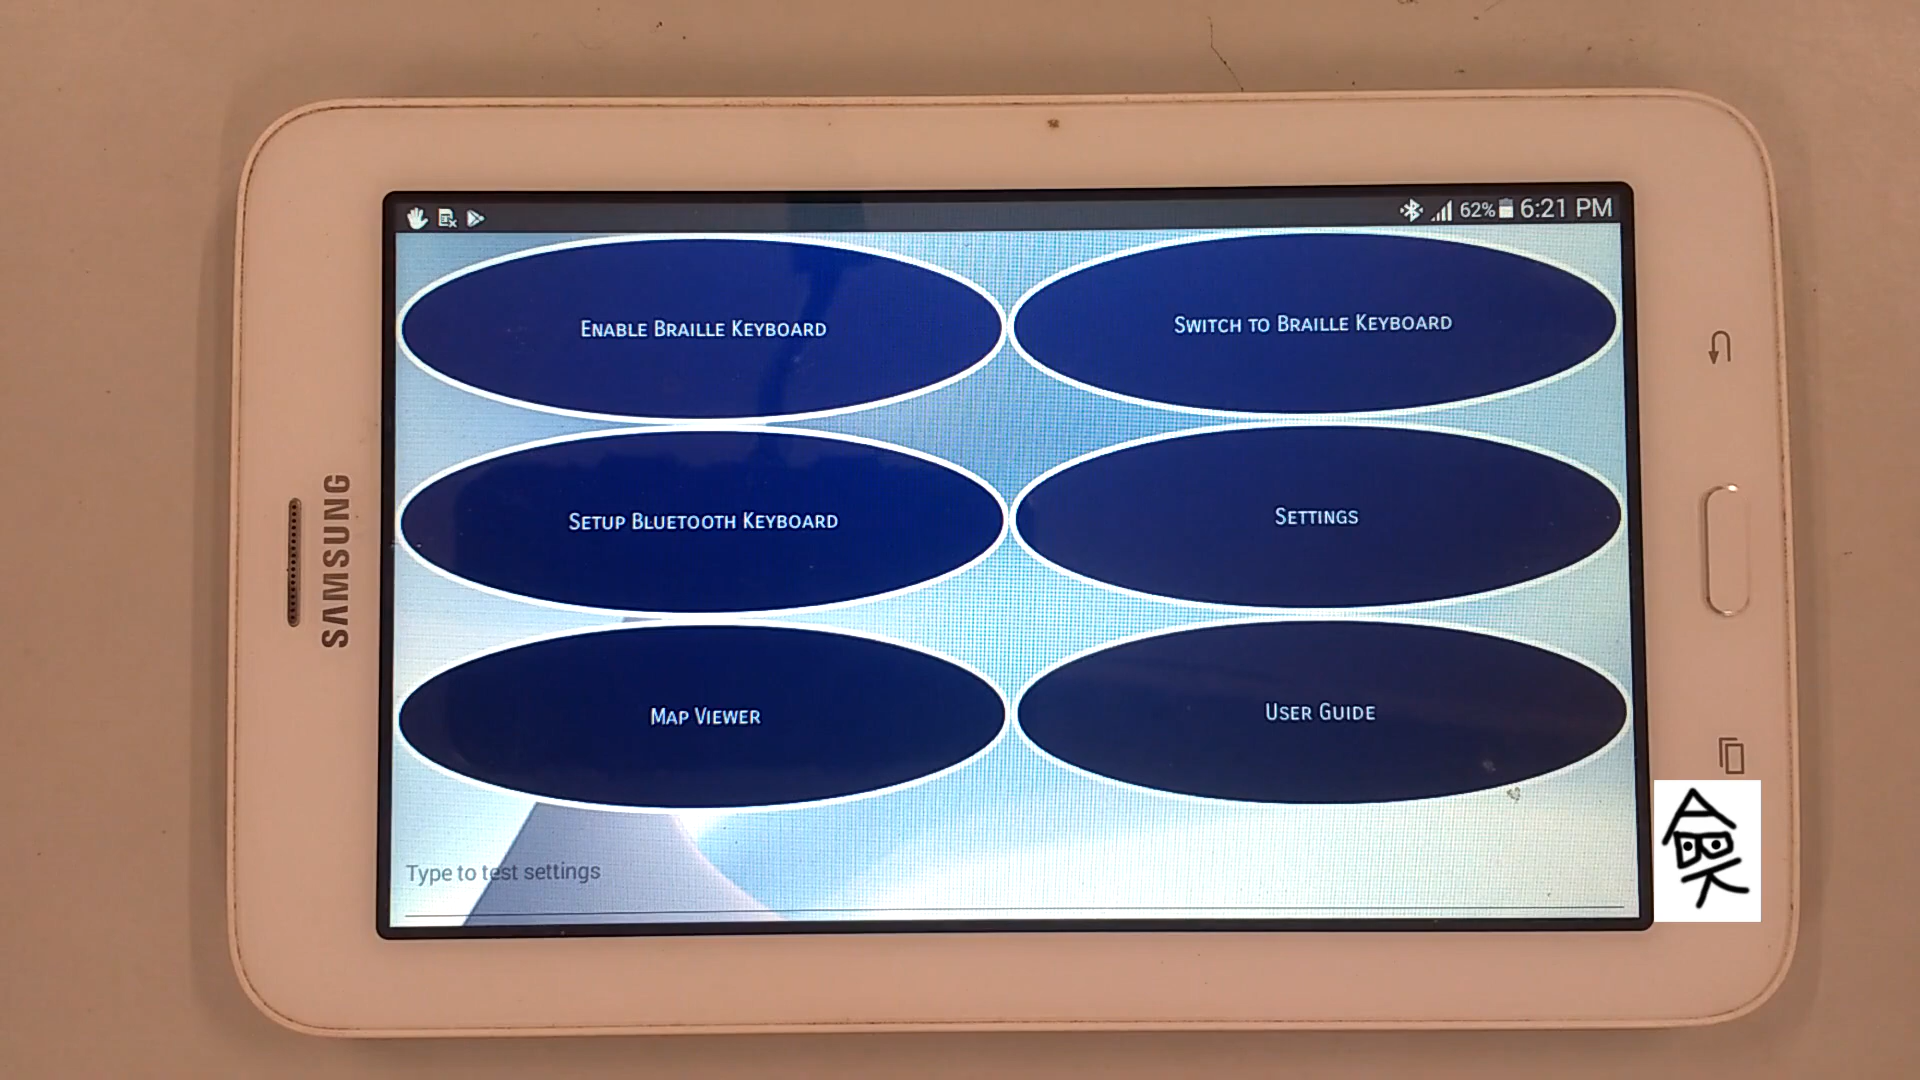 62% 6:21 PM
Enable Braille Keyboard
Switch to Braille Keyboard
Setup Bluetooth Keyboard
Settings
Map Viewer
User Guide
Type to test settings
SAMSUNG